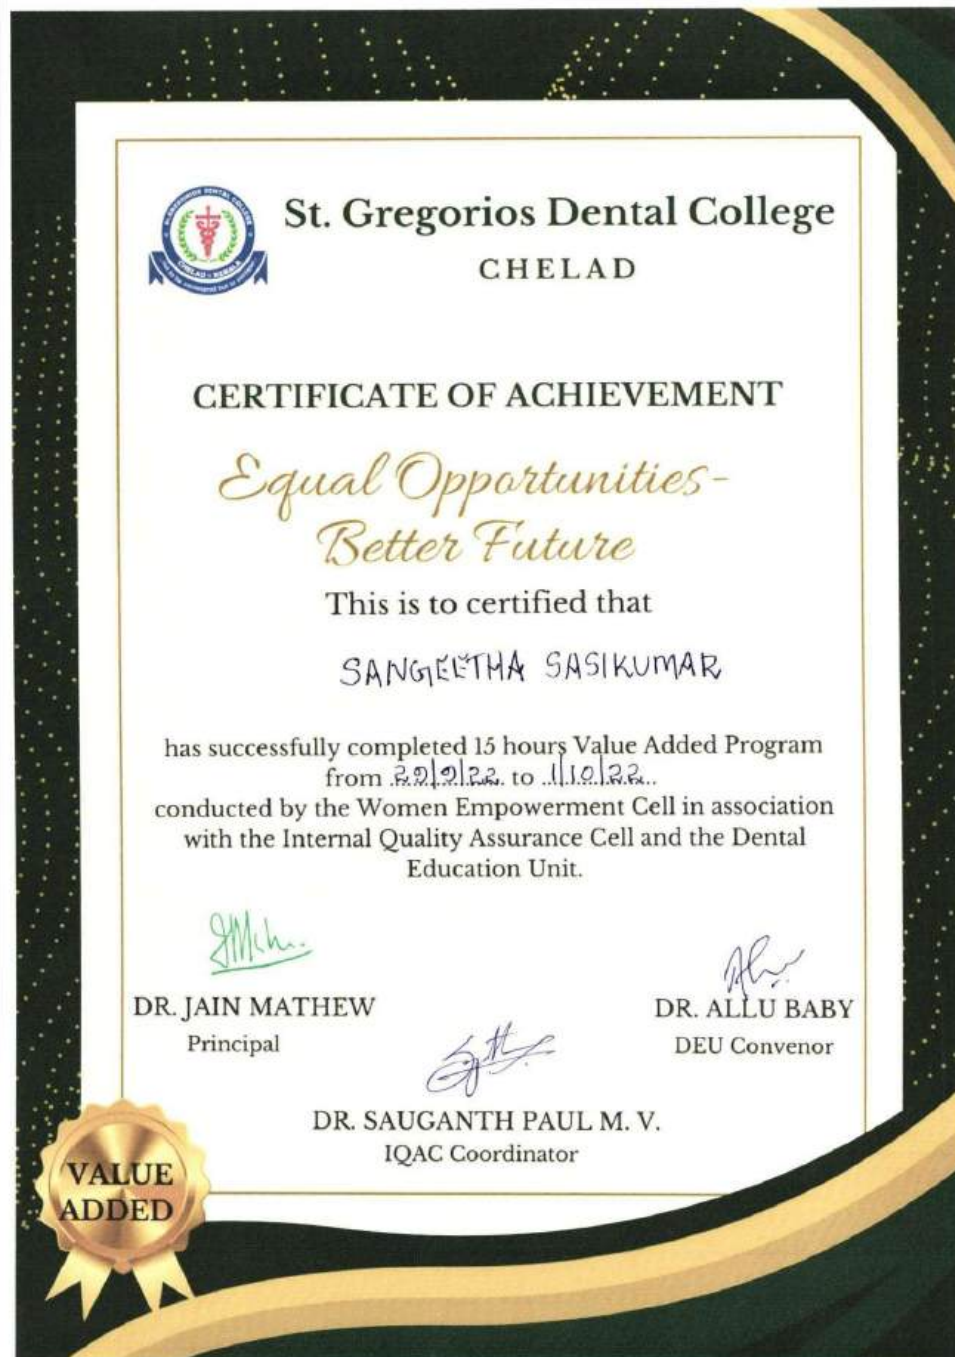 St. Gregorios Dental College
CHELAD
CERTIFICATE OF ACHIEVEMENT
Equal Opportunities-
Better Future
This is to certified that
SANGEETHA SASIKUMAR
has successfully completed 15 hours Value Added Program
from 29/9/22 to 1/10/22
conducted by the Women Empowerment Cell in association
with the Internal Quality Assurance Cell and the Dental
Education Unit.
DR. JAIN MATHEW
Principal
DR. ALLU BABY
DEU Convenor
DR. SAUGANTH PAUL M. V.
IQAC Coordinator
VALUE
ADDED